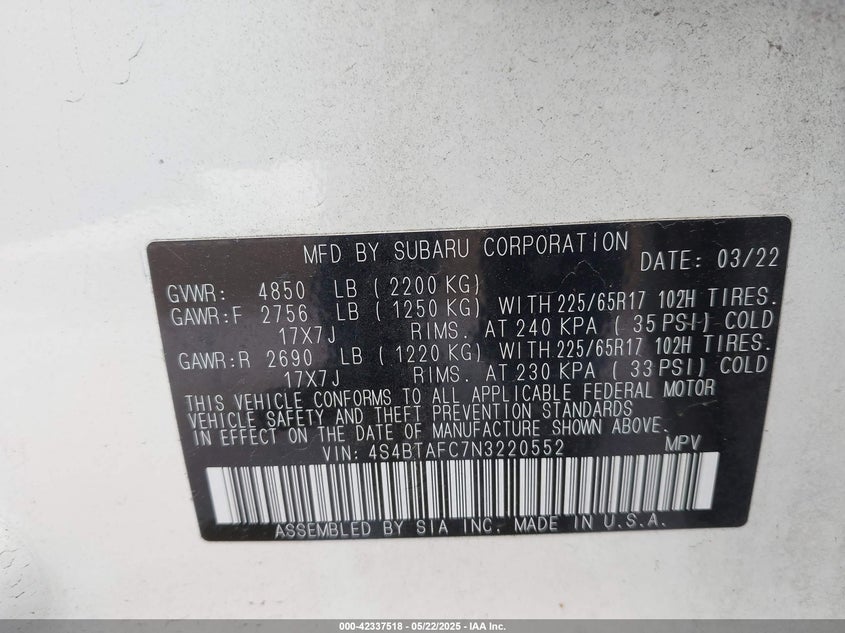 MFD BY SUBARU CORPORATION DATE: 03/22
GVWR: 4850 LB ( 2200 KG)
GAWR:F 2756 LB ( 1250 KG) WITH 225/65R17 102H TIRES.
17X7J RIMS. AT 240 KPA ( 35 PSI) COLD
GAWR:R 2690 LB ( 1220 KG) WITH 225/65R17 102H TIRES.
17X7J RIMS. AT 230 KPA ( 33 PSI) COLD
THIS VEHICLE CONFORMS TO ALL APPLICABLE FEDERAL MOTOR
VEHICLE SAFETY AND THEFT PREVENTION STANDARDS
IN EFFECT ON THE DATE OF MANUFACTURE SHOWN ABOVE.
VIN: 4S4BTAFC7N3220552 MPV
ASSEMBLED BY SIA INC. MADE IN U.S.A.
000-42337518 - 05/22/2025 - IAA Inc.